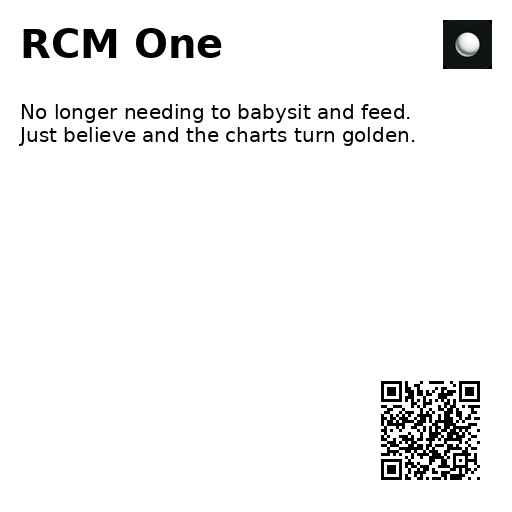 RCM One
No longer needing to babysit and feed.
Just believe and the charts turn golden.